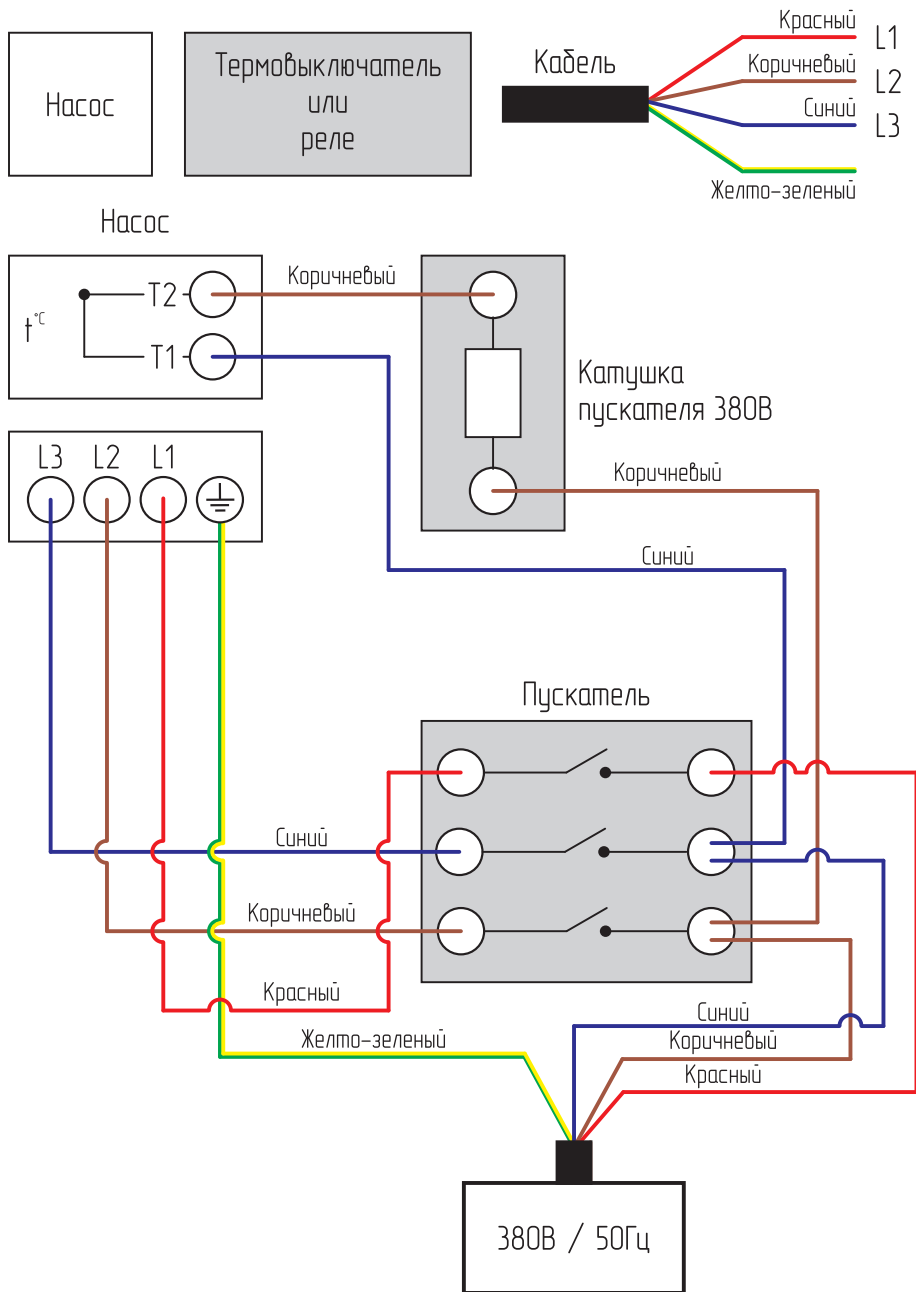 Насос
Термовыключатель
или
реле
Кабель
Красный
L1
Коричневый
L2
Синий
L3
Желто-зеленый
Насос
t°C
T2
T1
Коричневый
Катушка
пускателя 380В
L3 L2 L1
Коричневый
Синий
Пускатель
Синий
Коричневый
Красный
Желто-зеленый
Синий
Коричневый
Красный
380В / 50Гц